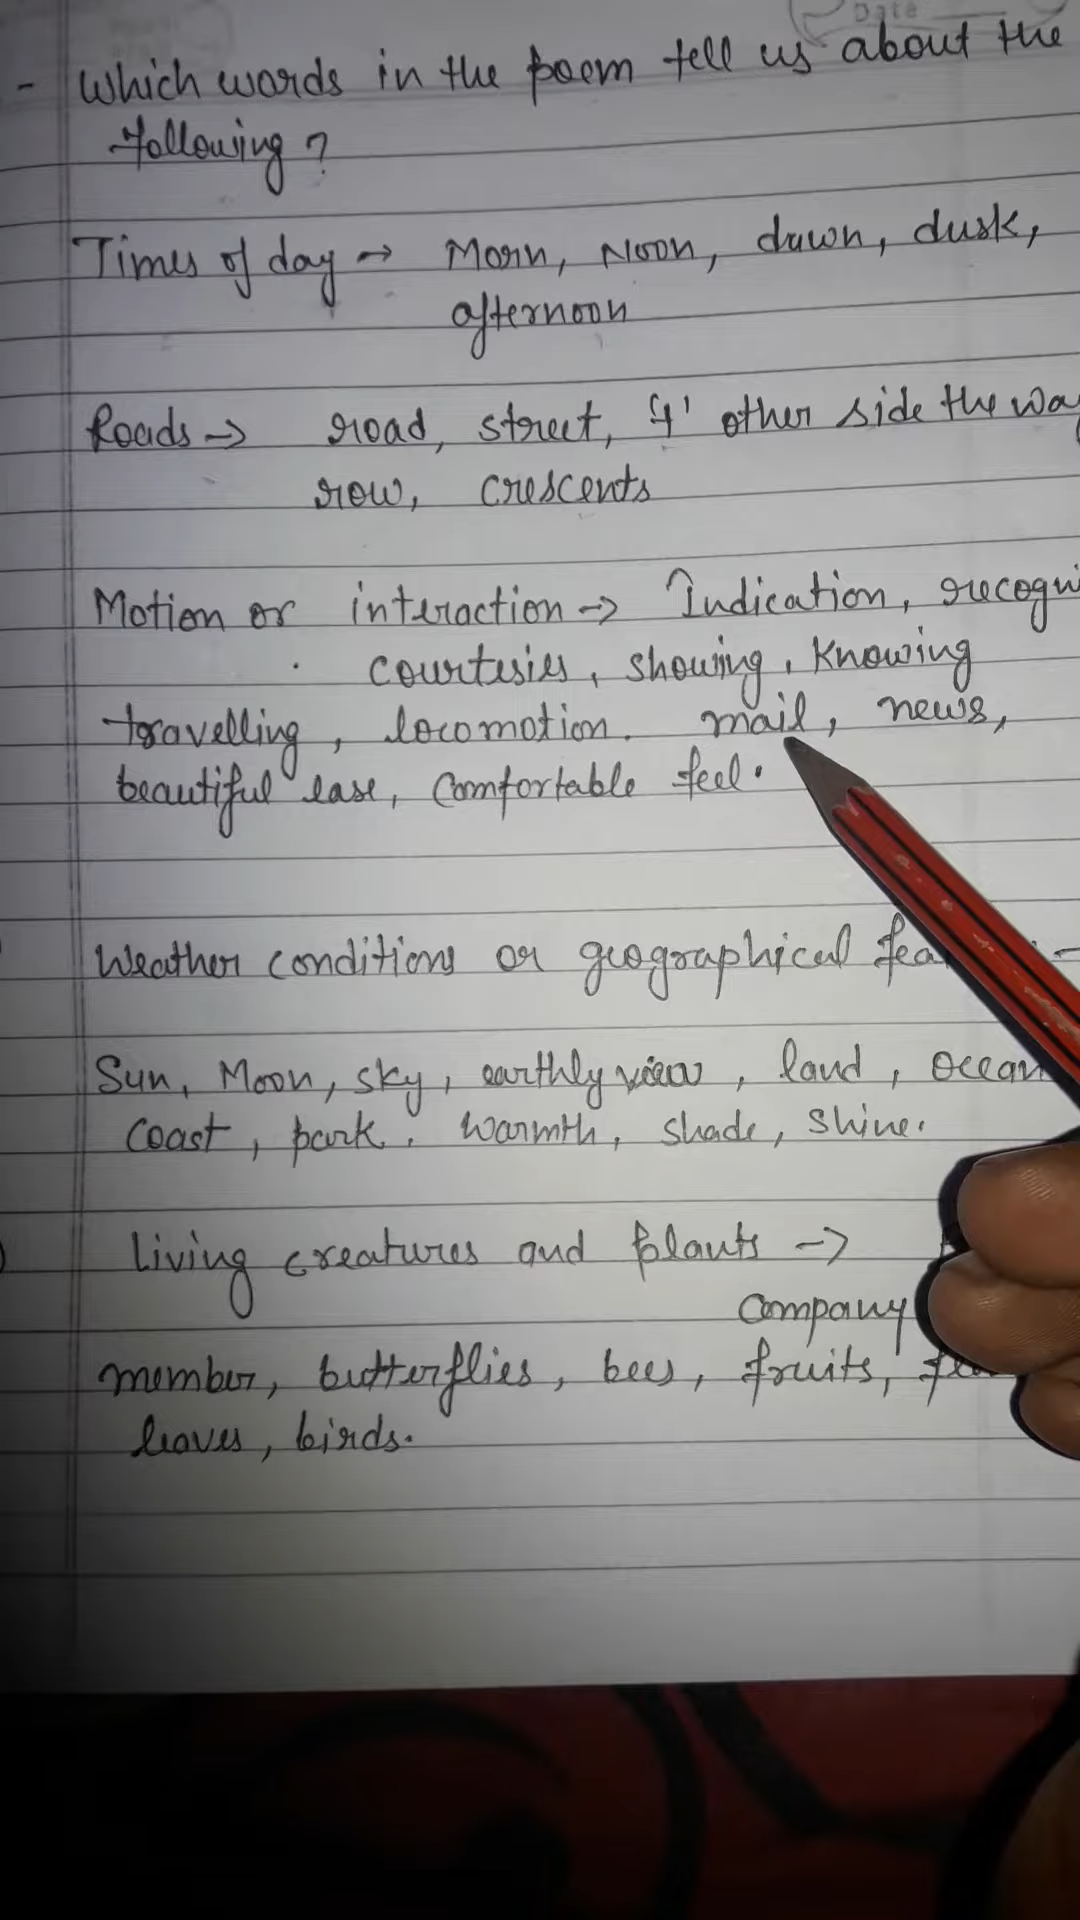 Date
- Which words in the poem tell us about the
following ?
Times of day → Morn, Noon, dawn, dusk,
afternoon
Roads → road, street, 't' other side the way
row, crescents
Motion or interaction → Indication, recogni
courtesies, showing, knowing
travelling, locomotion. mail, news,
beautiful ease, comfortable feel.
Weather conditions or geographical fea
Sun, Moon, sky, earthly view, land, ocean
coast, park, warmth, shade, shine.
Living creatures and plants →
company
member, butterflies, bees, fruits,
leaves, birds.